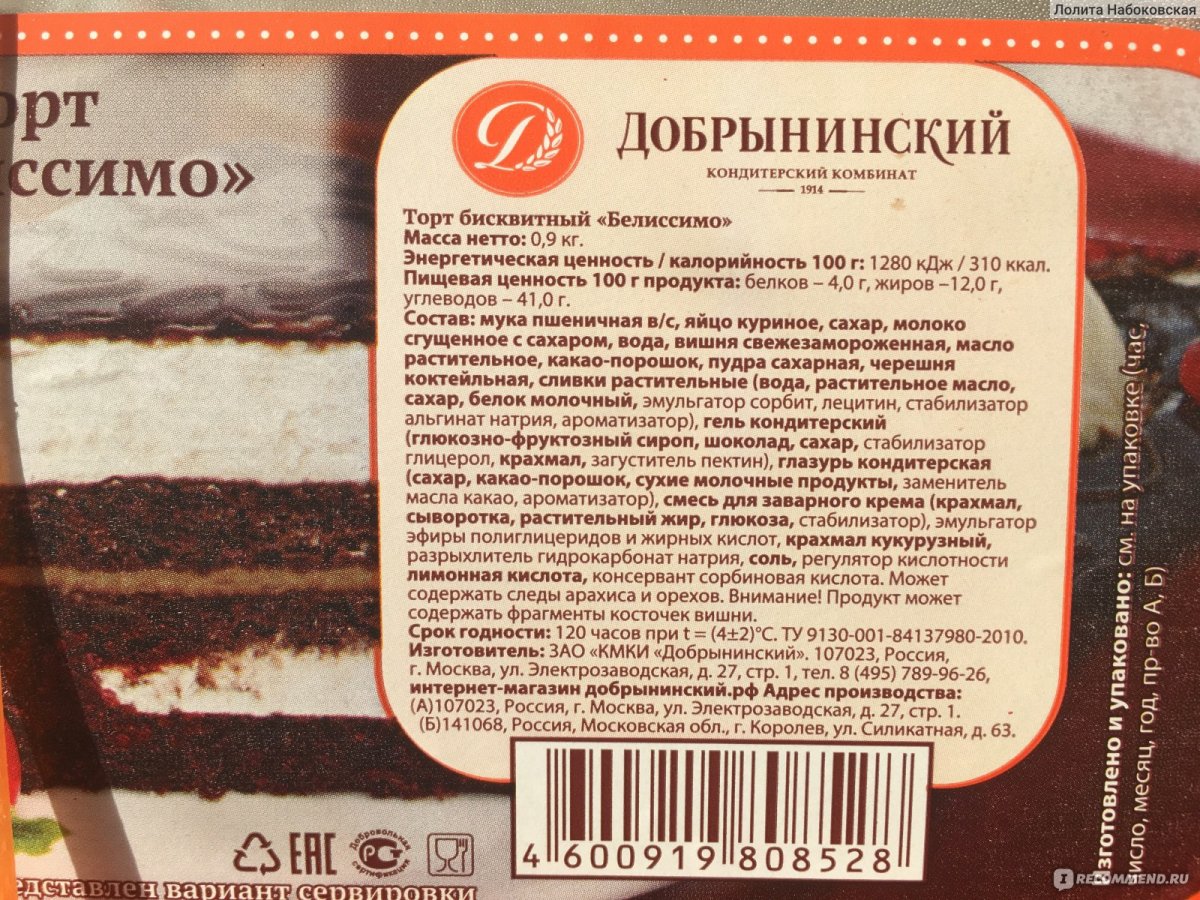 Лолита Набоковская
орт
иссимо»
ДОБРЫНИНСКИЙ
КОНДИТЕРСКИЙ КОМБИНАТ
1914
Торт бисквитный «Белиссимо»
Масса нетто: 0,9 кг.
Энергетическая ценность / калорийность 100 г: 1280 кДж / 310 ккал.
Пищевая ценность 100 г продукта: белков – 4,0 г, жиров –12,0 г,
углеводов – 41,0 г.
Состав: мука пшеничная в/с, яйцо куриное, сахар, молоко
сгущенное с сахаром, вода, вишня свежезамороженная, масло
растительное, какао-порошок, пудра сахарная, черешня
коктейльная, сливки растительные (вода, растительное масло,
сахар, белок молочный, эмульгатор сорбит, лецитин, стабилизатор
альгинат натрия, ароматизатор), гель кондитерский
(глюкозно-фруктозный сироп, шоколад, сахар, стабилизатор
глицерол, крахмал, загуститель пектин), глазурь кондитерская
(сахар, какао-порошок, сухие молочные продукты, заменитель
масла какао, ароматизатор), смесь для заварного крема (крахмал,
сыворотка, растительный жир, глюкоза, стабилизатор), эмульгатор
эфиры полиглицеридов и жирных кислот, крахмал кукурузный,
разрыхлитель гидрокарбонат натрия, соль, регулятор кислотности
лимонная кислота, консервант сорбиновая кислота. Может
содержать следы арахиса и орехов. Внимание! Продукт может
содержать фрагменты косточек вишни.
Срок годности: 120 часов при t = (4±2)°С. ТУ 9130-001-84137980-2010.
Изготовитель: ЗАО «КМКИ «Добрынинский». 107023, Россия,
г. Москва, ул. Электрозаводская, д. 27, стр. 1, тел. 8 (495) 789-96-26,
интернет-магазин добрынинский.рф Адрес производства:
(А)107023, Россия, г. Москва, ул. Электрозаводская, д. 27, стр. 1.
(Б)141068, Россия, Московская обл., г. Королев, ул. Силикатная, д. 63.
Изготовлено и упаковано: см. на упаковке (час,
число, месяц, год, пр-во А, Б)
4 600919 808528
ЕАС
Добровольная
сертификация
едставлен вариант сервировки
IRECOMMEND.RU